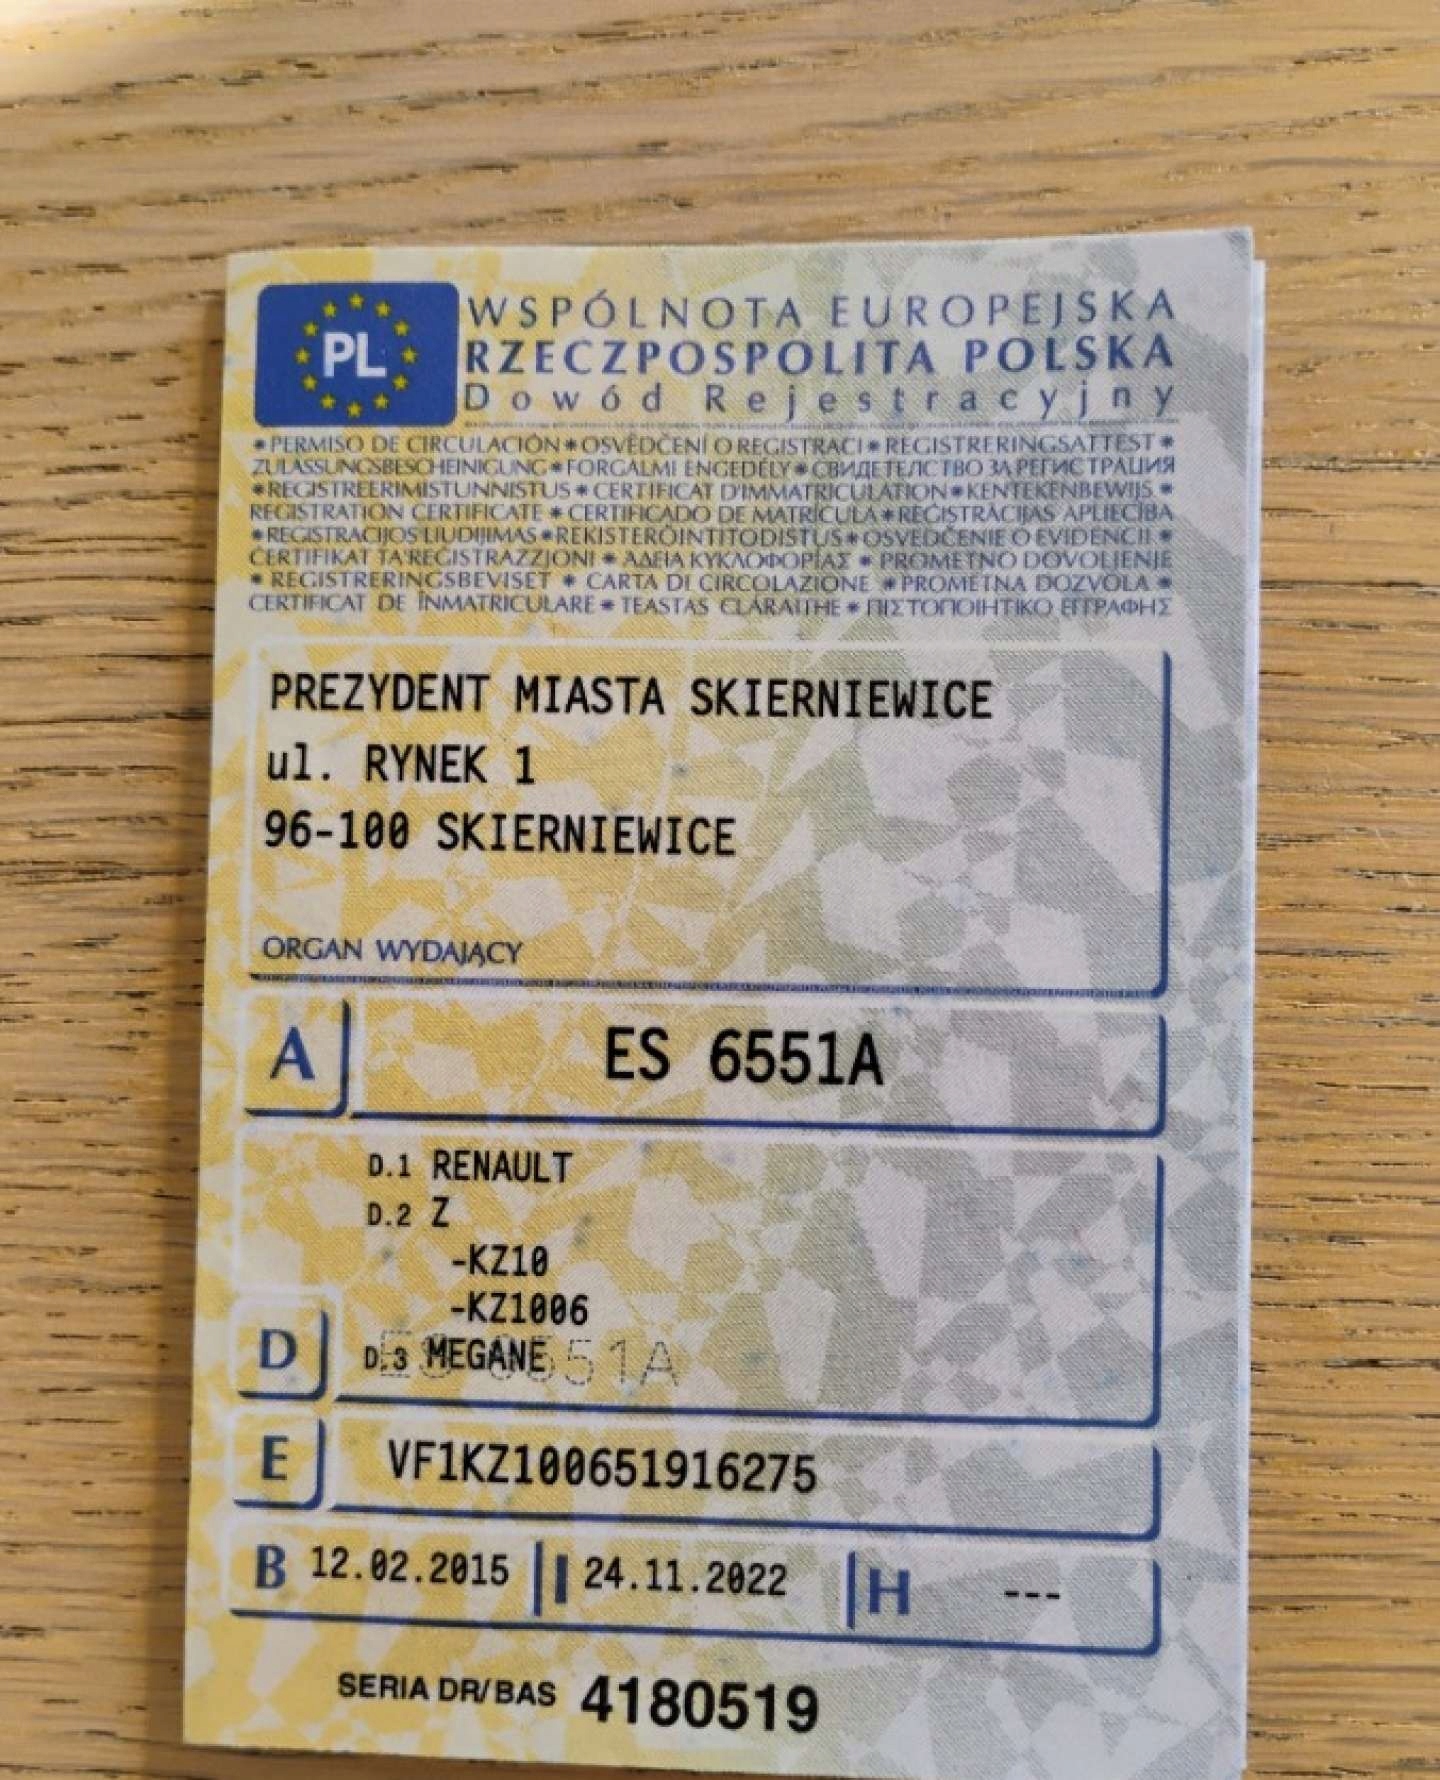 PL
WSPÓLNOTA EUROPEJSKA
RZECZPOSPOLITA POLSKA
Dowód Rejestracyjny
* PERMISO DE CIRCULACIÓN * OSVĚDČENÍ O REGISTRACI * REGISTRERINGSATTEST *
ZULASSUNGSBESCHEINIGUNG * FORGALMI ENGEDÉLY * СВИДЕТЕЛСТВО ЗА РЕГИСТРАЦИЯ
* REGISTREERIMISTUNNISTUS * CERTIFICAT D'IMMATRICULATION * KENTEKENBEWIJS *
REGISTRATION CERTIFICATE * CERTIFICADO DE MATRÍCULA * REĢISTRĀCIJAS APLIECĪBA
* REGISTRACIJOS LIUDIJIMAS * REKISTERÖINTITODISTUS * OSVEDČENIE O EVIDENCII *
ĊERTIFIKAT TA'REĠISTRAZZJONI * ΆΔΕΙΑ ΚΥΚΛΟΦΟΡΊΑΣ * PROMETNO DOVOLJENJE
* REGISTRERINGSBEVISET * CARTA DI CIRCOLAZIONE * PROMETNA DOZVOLA *
CERTIFICAT DE ÎNMATRICULARE * TEASTAS CLÁRAITHE * ΠΙΣΤΟΠΟΙΗΤΙΚΟ ΕΓΓΡΑΦΗΣ
PREZYDENT MIASTA SKIERNIEWICE
ul. RYNEK 1
96-100 SKIERNIEWICE
ORGAN WYDAJĄCY
A ES 6551A
D.1 RENAULT
D.2 Z
-KZ10
-KZ1006
D D.3 MEGANE
ES 6551A
E VF1KZ100651916275
B 12.02.2015 I 24.11.2022 H ---
SERIA DR/BAS 4180519